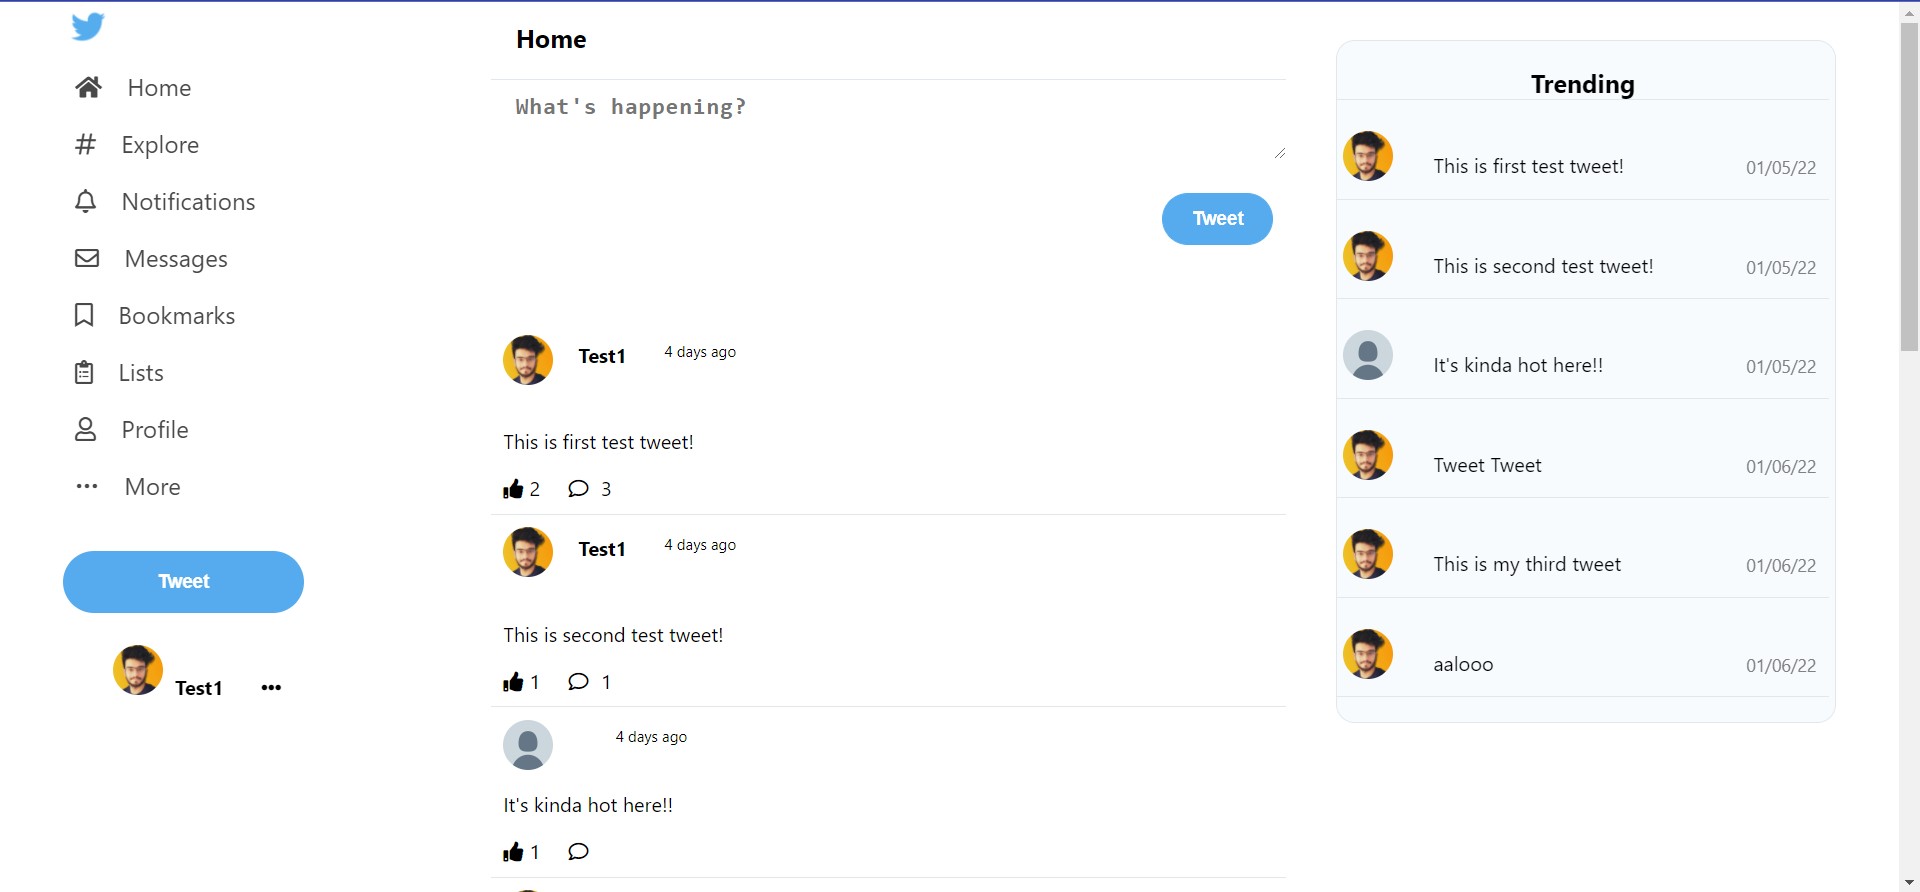 Home
Explore
Notifications
Messages
Bookmarks
Lists
Profile
More
Tweet
Test1
Home
What's happening?
Tweet
Test1 4 days ago
This is first test tweet!
2 3
Test1 4 days ago
This is second test tweet!
1 1
4 days ago
It's kinda hot here!!
1
Trending
This is first test tweet! 01/05/22
This is second test tweet! 01/05/22
It's kinda hot here!! 01/05/22
Tweet Tweet 01/06/22
This is my third tweet 01/06/22
aalooo 01/06/22